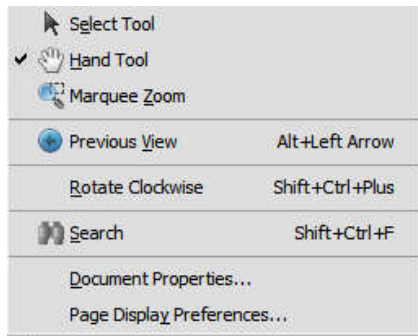 Select Tool
Hand Tool
Marquee Zoom
Previous View Alt+Left Arrow
Rotate Clockwise Shift+Ctrl+Plus
Search Shift+Ctrl+F
Document Properties...
Page Display Preferences...